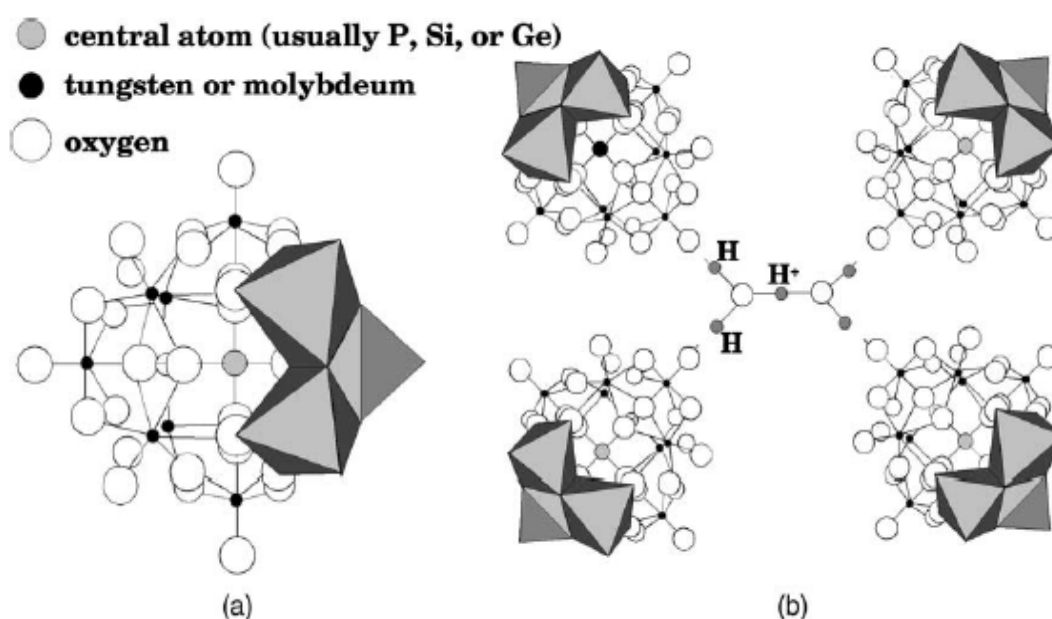 central atom (usually P, Si, or Ge)
tungsten or molybdeum
oxygen
H
H+
H
(a)
(b)